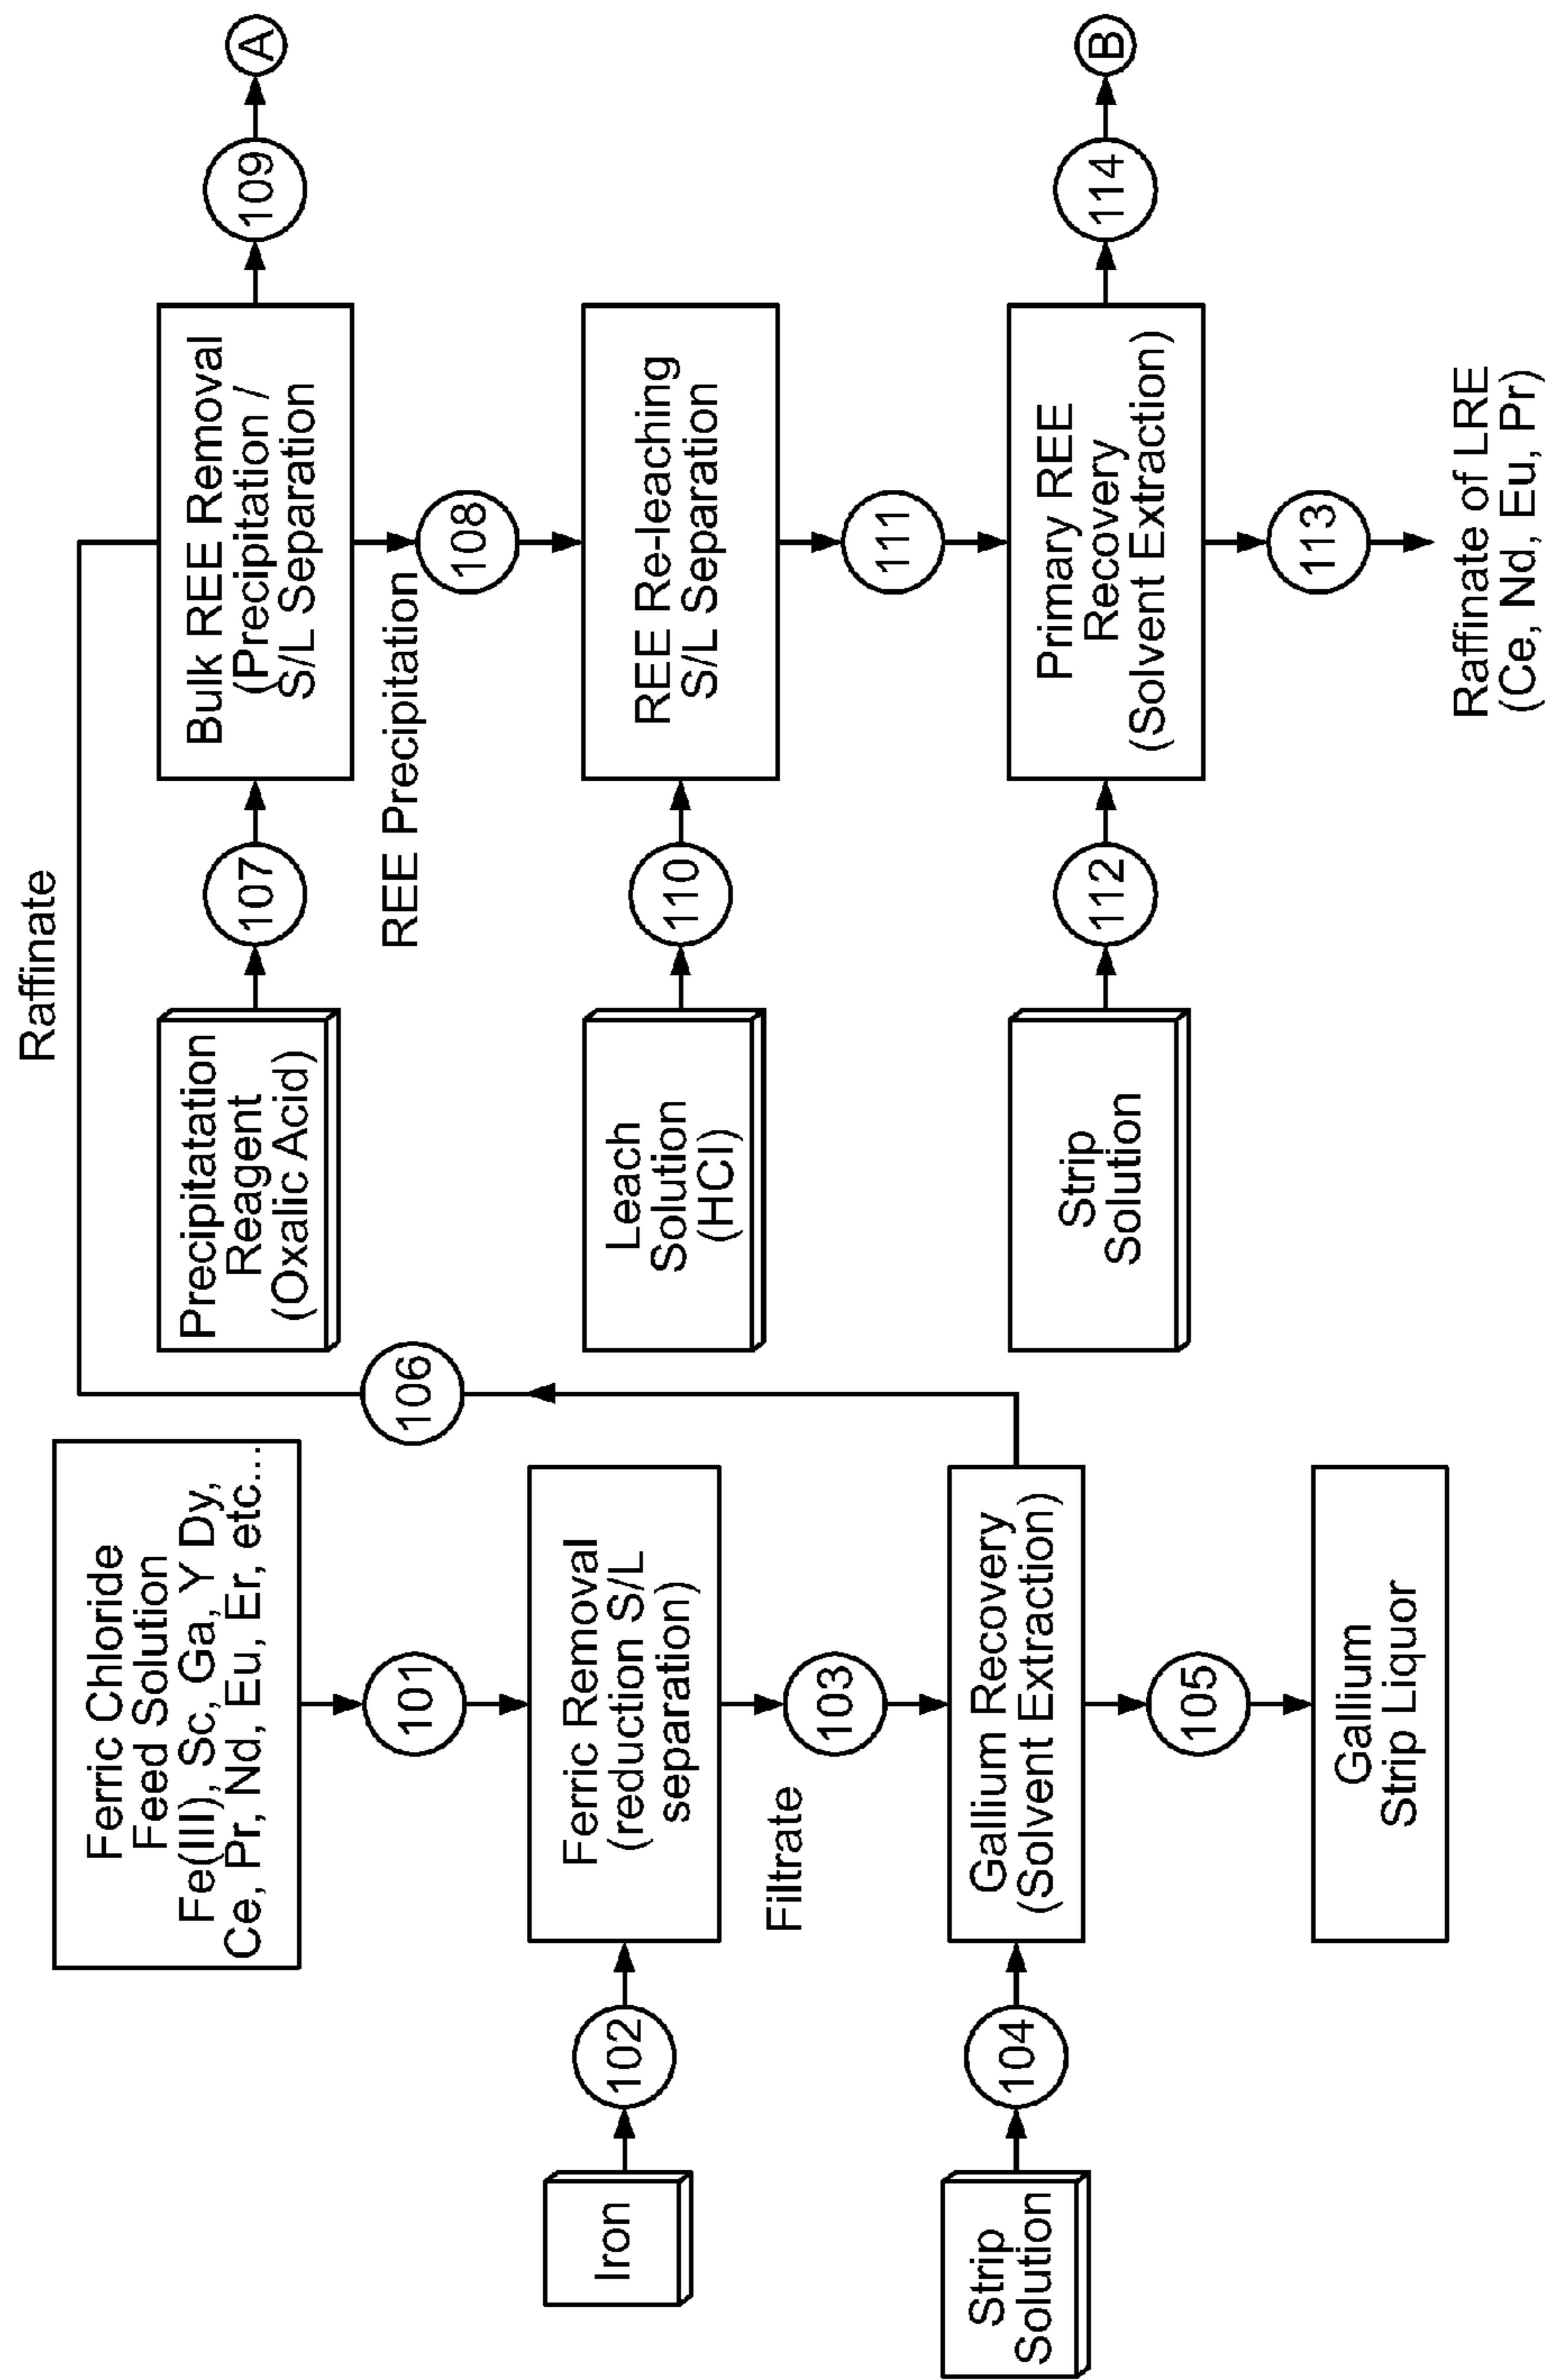 Ferric Chloride
Feed Solution
Fe(III), Sc, Ga, Y Dy,
Ce, Pr, Nd, Eu, Er, etc...
101
Iron
102
Ferric Removal
(reduction S/L
separation)
Filtrate
103
Strip
Solution
104
Gallium Recovery
(Solvent Extraction)
105
Gallium
Strip Liquor
106
Raffinate
Precipitatation
Reagent
(Oxalic Acid)
107
Bulk REE Removal
(Precipitation /
S/L Separation
109
A
REE Precipitation
108
Leach
Solution
(HCl)
110
REE Re-leaching
S/L Separation
111
Strip
Solution
112
Primary REE
Recovery
(Solvent Extraction)
114
B
113
Raffinate of LRE
(Ce, Nd, Eu, Pr)